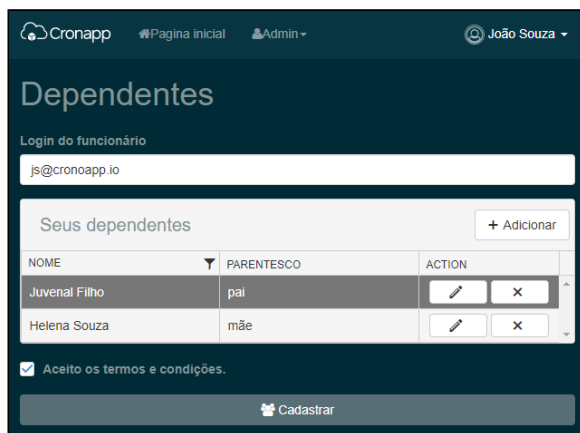 Cronapp Pagina inicial Admin João Souza
Dependentes
Login do funcionário
js@cronoapp.io
Seus dependentes + Adicionar
NOME PARENTESCO ACTION
Juvenal Filho pai
Helena Souza mãe
Aceito os termos e condições.
Cadastrar